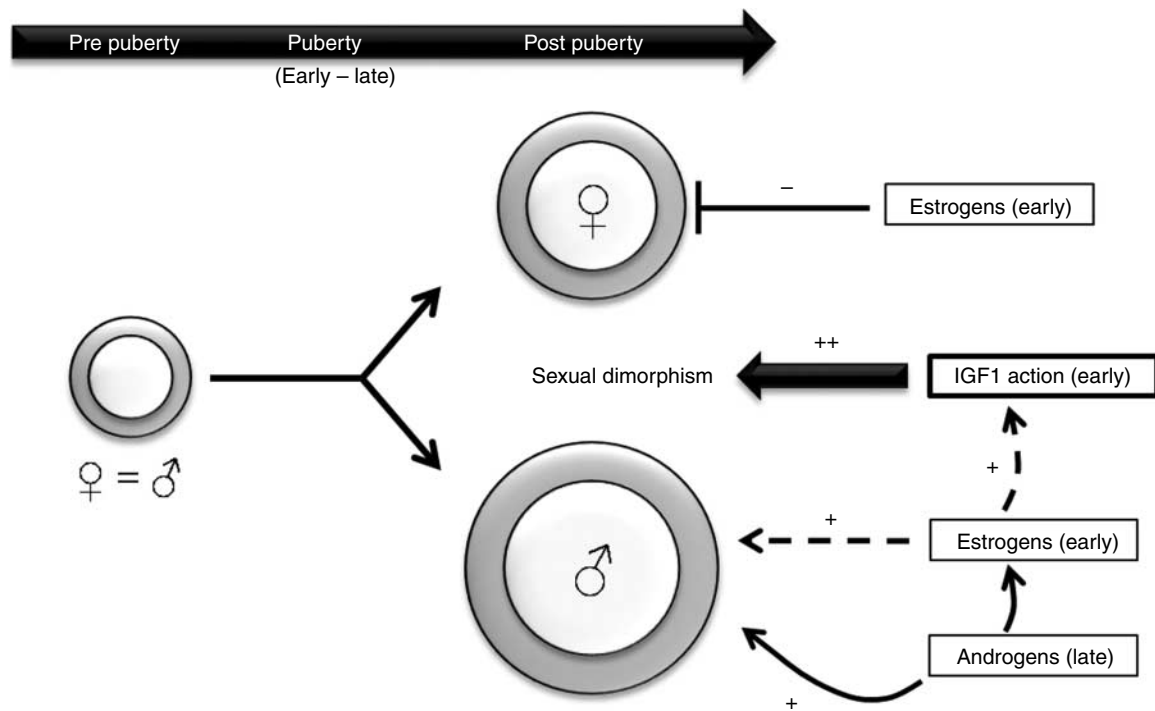 Pre puberty Puberty Post puberty
(Early – late)
♀
–
Estrogens (early)
++
Sexual dimorphism
IGF1 action (early)
♀ = ♂
+
+
Estrogens (early)
♂
Androgens (late)
+